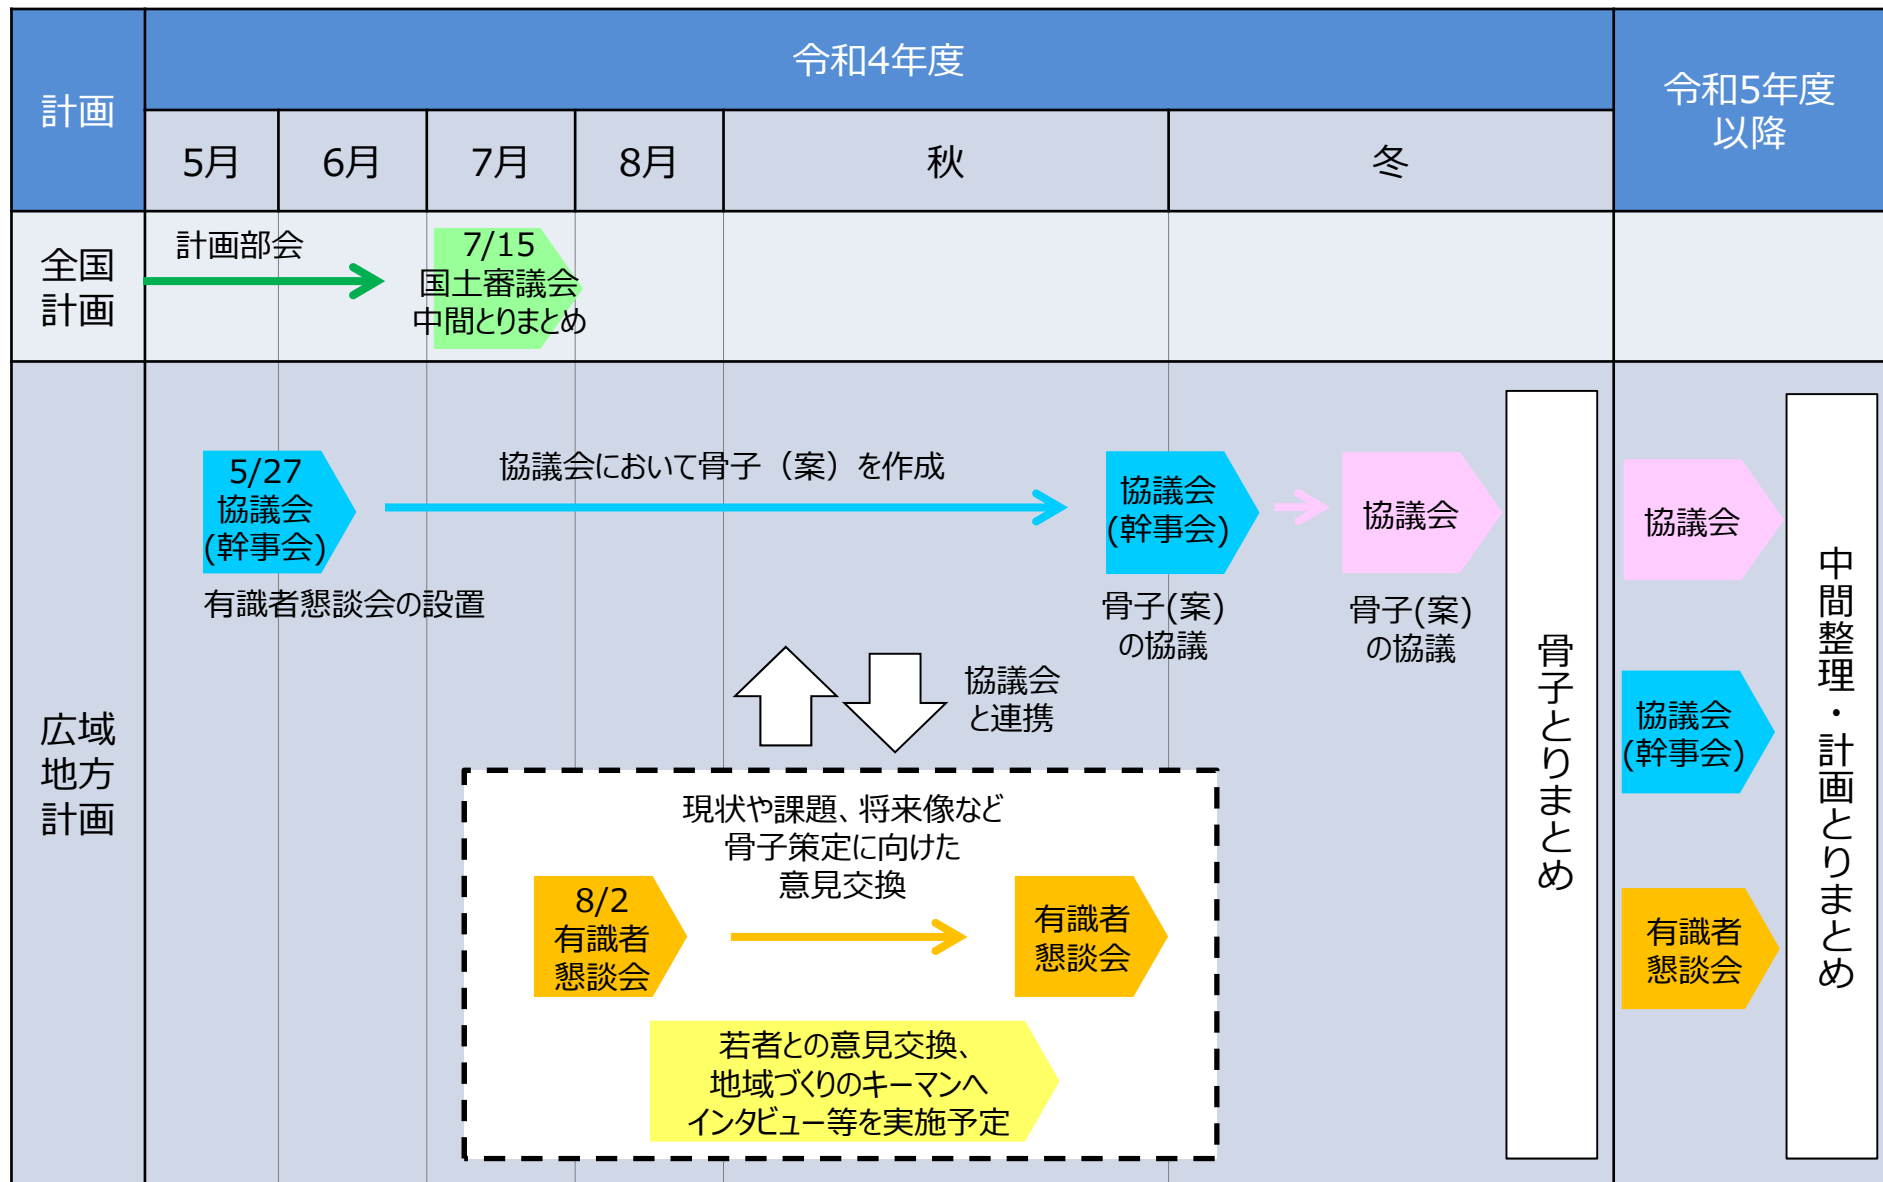 計画
令和4年度
令和5年度
以降
5月
6月
7月
8月
秋
冬
全国
計画
計画部会
7/15
国土審議会
中間とりまとめ
広域
地方
計画
5/27
協議会
(幹事会)
有識者懇談会の設置
協議会において骨子（案）を作成
協議会
(幹事会)
骨子(案)
の協議
協議会
骨子(案)
の協議
骨子とりまとめ
協議会
と連携
現状や課題、将来像など
骨子策定に向けた
意見交換
8/2
有識者
懇談会
有識者
懇談会
若者との意見交換、
地域づくりのキーマンへ
インタビュー等を実施予定
協議会
協議会
(幹事会)
有識者
懇談会
中間整理・計画とりまとめ